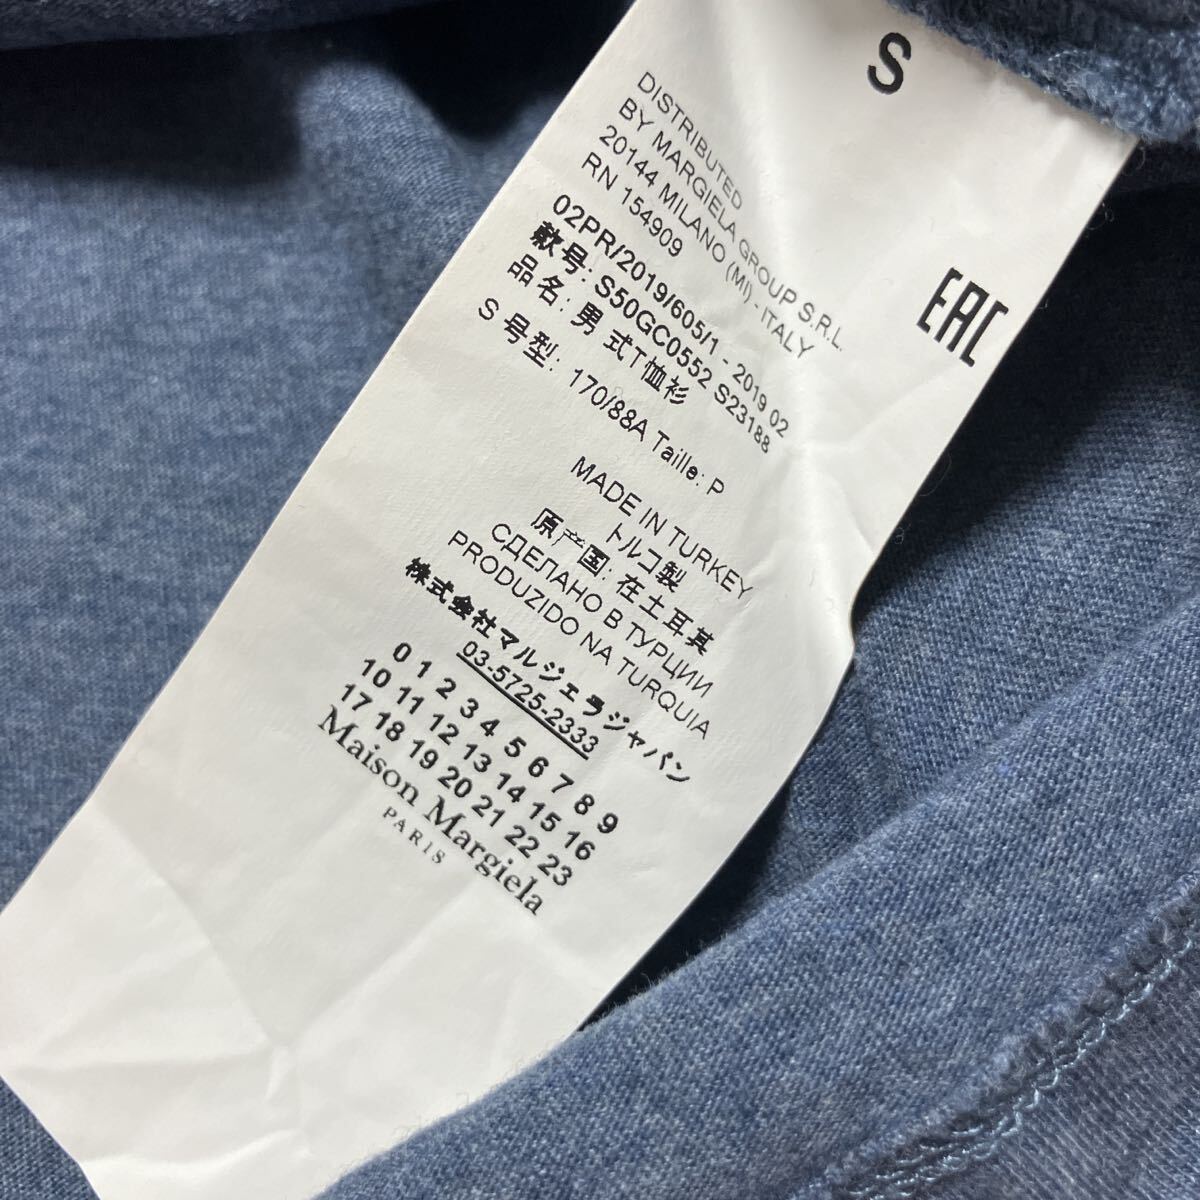 S
DISTRIBUTED
BY MARGIELA GROUP S.R.L.
20144 MILANO (MI) - ITALY
RN 154909
EAC
02PR/2019/605/1 - 2019 02
款号: S50GC0552 S23188
品名: 男 式T恤衫
S 号型: 170/88A Taille: P
MADE IN TURKEY
トルコ製
原产国: 在土耳其
СДЕЛАНО В ТУРЦИИ
PRODUZIDO NA TURQUIA
株式会社マルジェラジャパン
03-5725-2333
0 1 2 3 4 5 6 7 8 9
10 11 12 13 14 15 16
17 18 19 20 21 22 23
Maison Margiela
PARIS